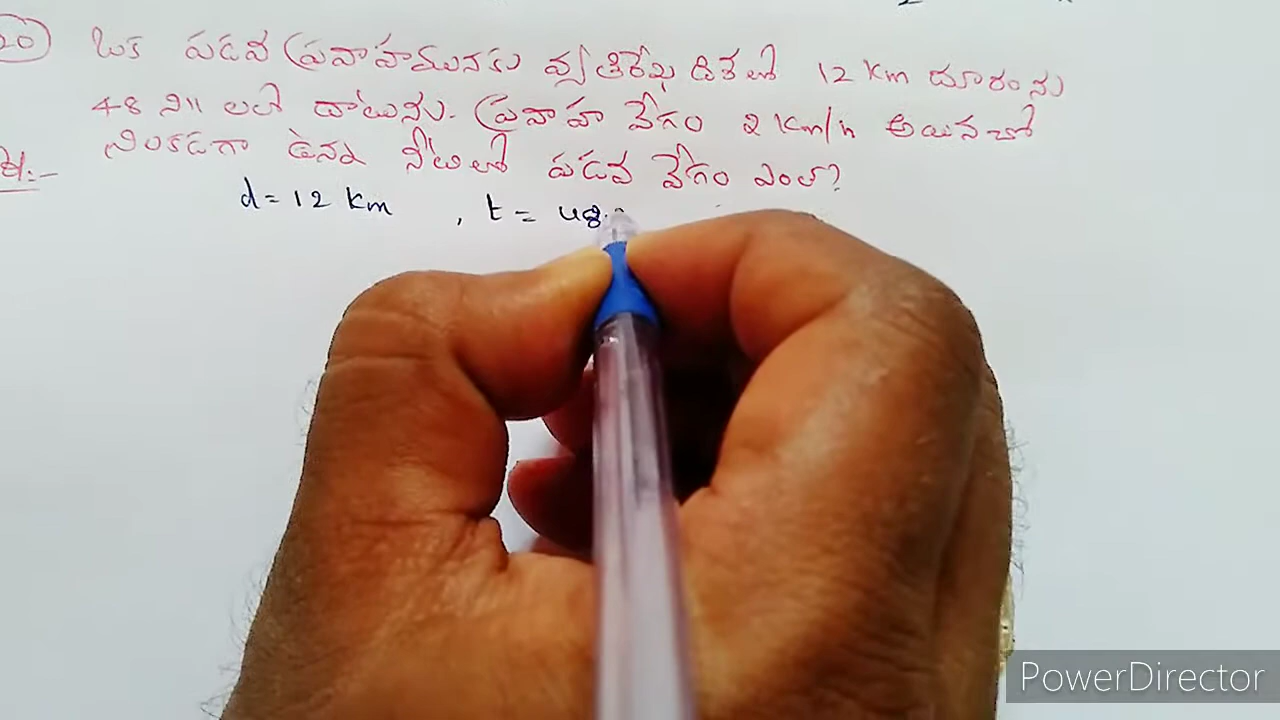 20) ఒక పడవ ప్రవాహమునకు వ్యతిరేఖ దిశలో 12 Km దూరంను
48 ని॥ లలో దాటును. ప్రవాహ వేగం 2 Km/h అయినచో
నిలకడగా ఉన్న నీటిలో పడవ వేగం ఎంత?
d = 12 Km , t = 48
PowerDirector